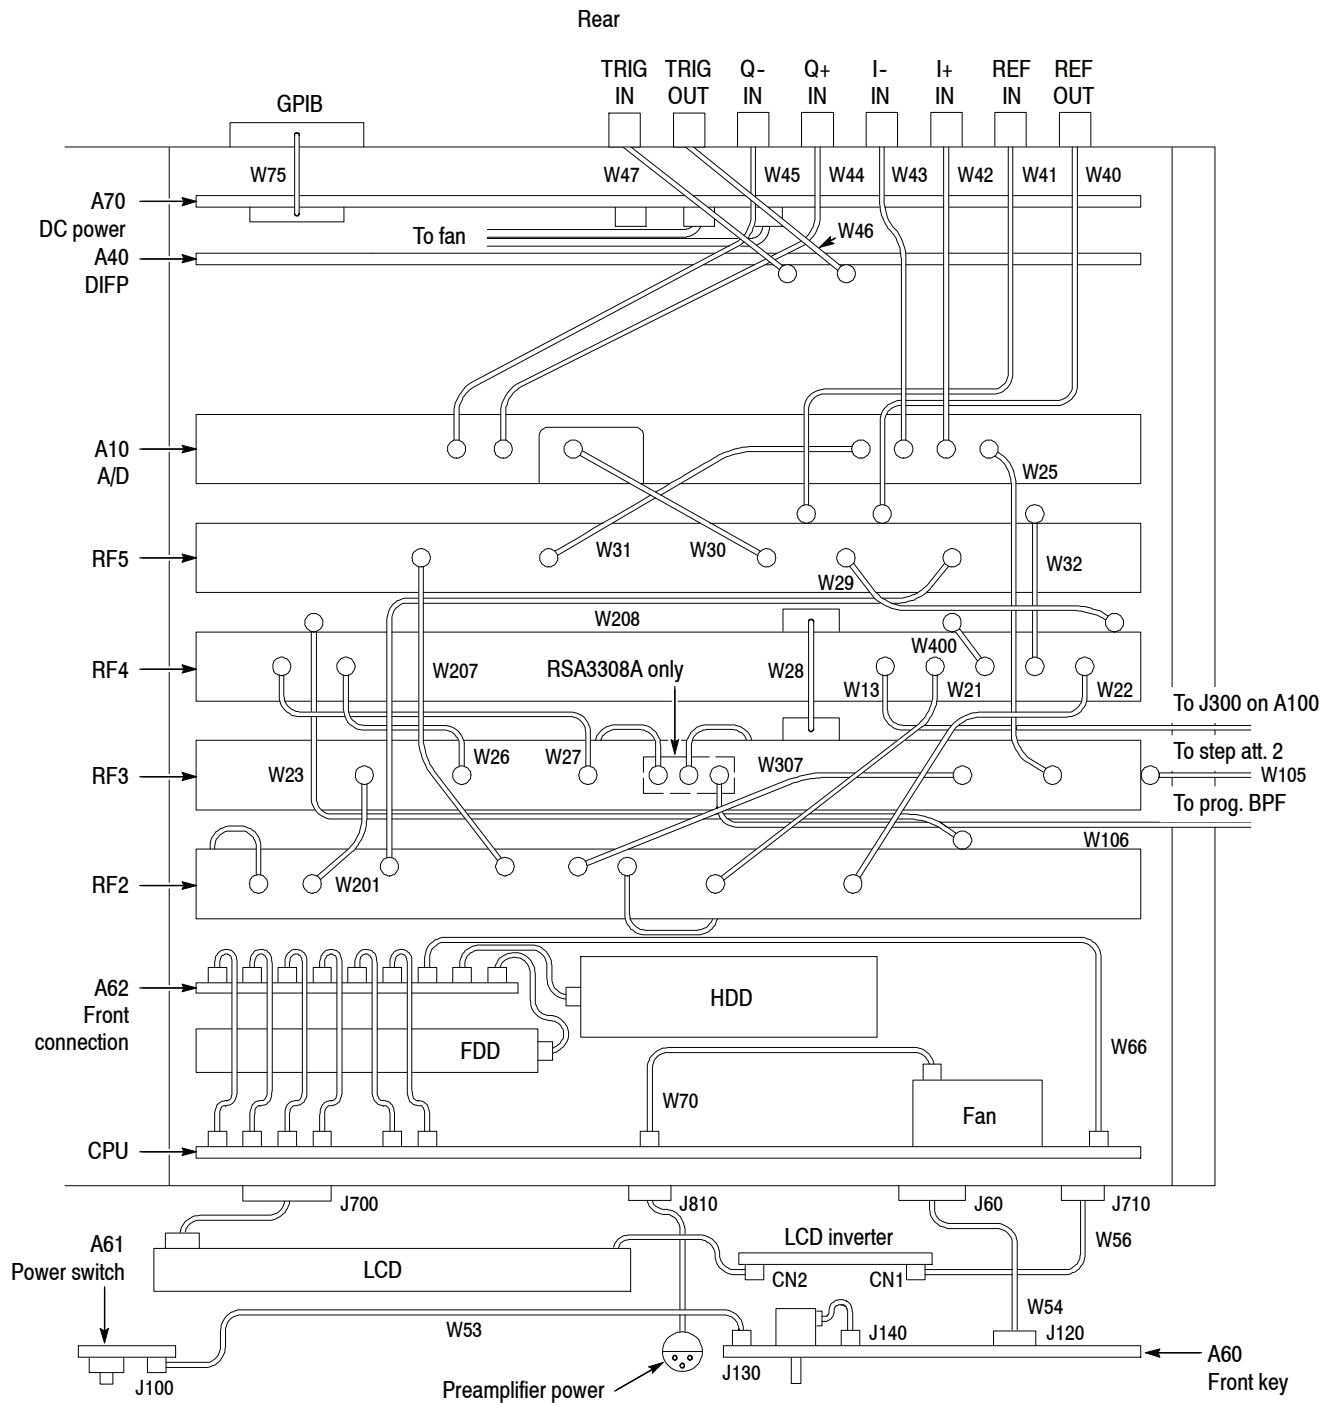 Rear
TRIG
IN
TRIG
OUT
Q-
IN
Q+
IN
I-
IN
I+
IN
REF
IN
REF
OUT
GPIB
W75
W47
W45
W44
W43
W42
W41
W40
A70
DC power
To fan
W46
A40
DIFP
A10
A/D
W25
RF5
W31
W30
W29
W32
W208
W400
RF4
W207
RSA3308A only
W28
W13
W21
W22
To J300 on A100
RF3
W23
W26
W27
W307
To step att. 2
W105
To prog. BPF
W106
RF2
W201
A62
Front
connection
HDD
FDD
W66
W70
Fan
CPU
J700
J810
J60
J710
A61
Power switch
LCD
LCD inverter
CN2
CN1
W56
W53
W54
J140
J120
J100
Preamplifier power
J130
A60
Front key